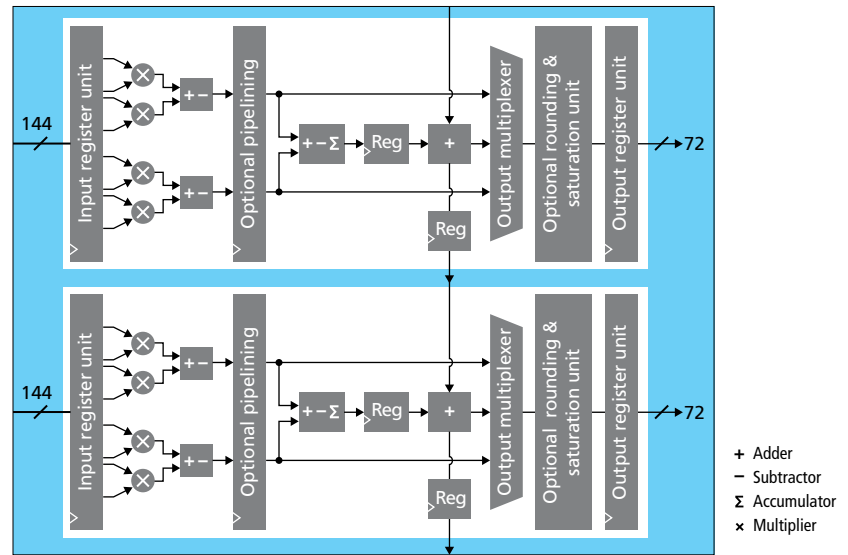 144
Input register unit
×
×
×
×
+ −
+ −
Optional pipelining
+ − Σ
Reg
+
Reg
Output multiplexer
Optional rounding &
saturation unit
Output register unit
72
144
Input register unit
×
×
×
×
+ −
+ −
Optional pipelining
+ − Σ
Reg
+
Reg
Output multiplexer
Optional rounding &
saturation unit
Output register unit
72
+ Adder
− Subtractor
Σ Accumulator
× Multiplier